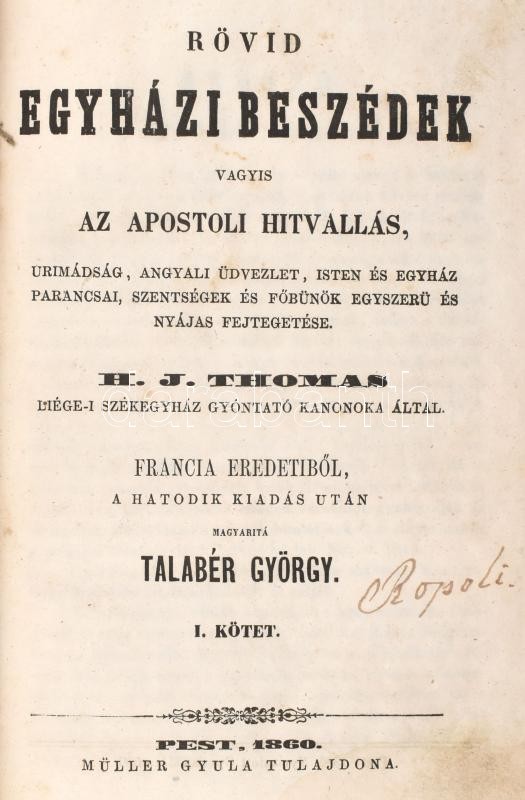 RÖVID
EGYHÁZI BESZÉDEK
VAGYIS
AZ APOSTOLI HITVALLÁS,
URIMÁDSÁG, ANGYALI ÜDVEZLET, ISTEN ÉS EGYHÁZ
PARANCSAI, SZENTSÉGEK ÉS FŐBÜNÖK EGYSZERÜ ÉS
NYÁJAS FEJTEGETÉSE.
H. J. THOMAS
LIÉGE-I SZÉKEGYHÁZ GYÓNTATÓ KANONOKA ÁLTAL.
darabanth
FRANCIA EREDETIBŐL,
A HATODIK KIADÁS UTÁN
MAGYARITÁ
TALABÉR GYÖRGY.
Ropoli.
I. KÖTET.
PEST, 1860.
MÜLLER GYULA TULAJDONA.